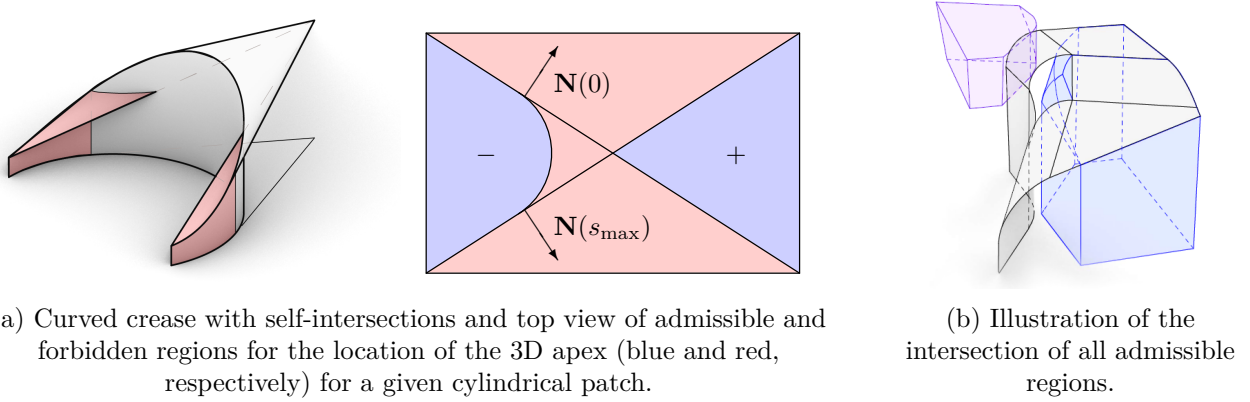 N(0)
−
+
N(s_max)
a) Curved crease with self-intersections and top view of admissible and
forbidden regions for the location of the 3D apex (blue and red,
respectively) for a given cylindrical patch.
(b) Illustration of the
intersection of all admissible
regions.